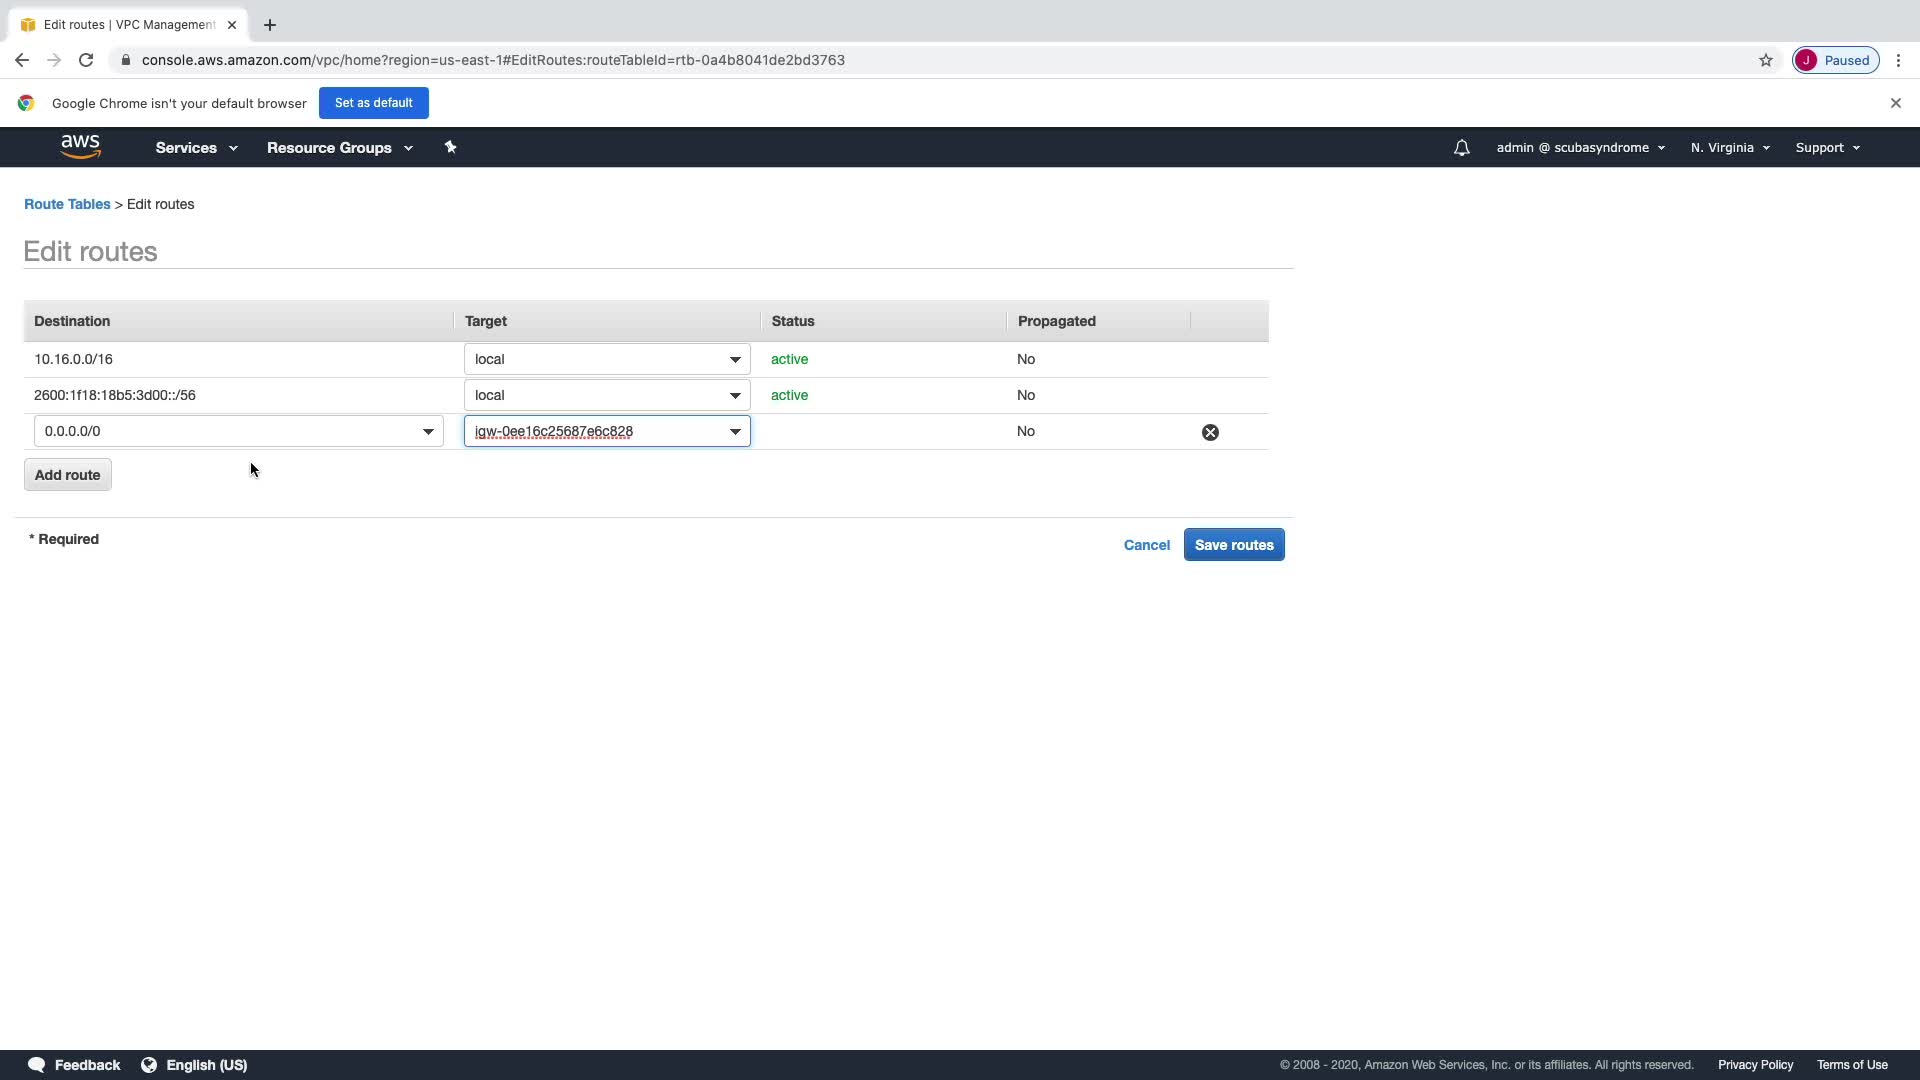 Edit routes | VPC Management
console.aws.amazon.com/vpc/home?region=us-east-1#EditRoutes:routeTableId=rtb-0a4b8041de2bd3763
J Paused
Google Chrome isn't your default browser Set as default
aws Services Resource Groups admin @ scubasyndrome N. Virginia Support
Route Tables > Edit routes
Edit routes
Destination Target Status Propagated
10.16.0.0/16 local active No
2600:1f18:18b5:3d00::/56 local active No
0.0.0.0/0 igw-0ee16c25687e6c828 No
Add route
* Required
Cancel Save routes
Feedback English (US) © 2008 - 2020, Amazon Web Services, Inc. or its affiliates. All rights reserved. Privacy Policy Terms of Use